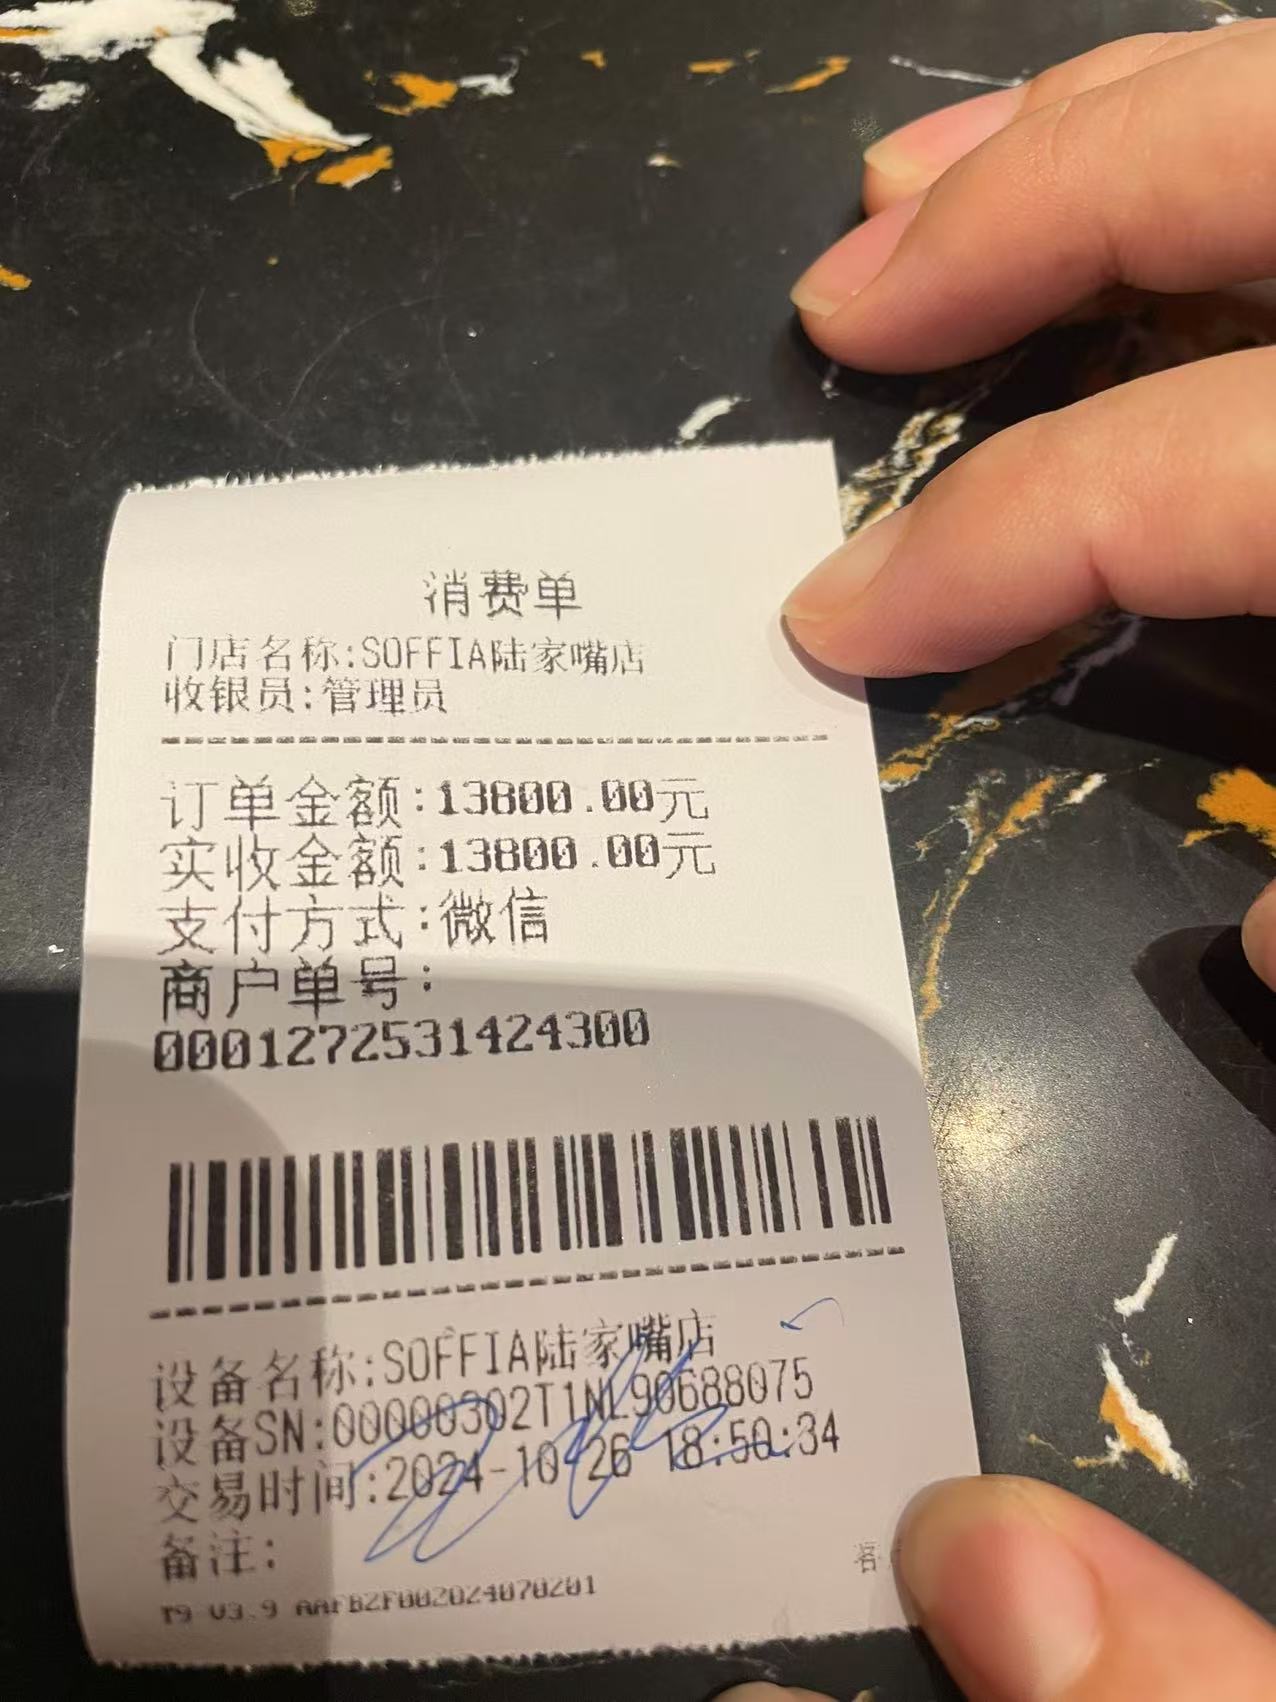 消费单
门店名称:SOFFIA陆家嘴店
收银员:管理员
订单金额:13800.00元
实收金额:13800.00元
支付方式:微信
商户单号:
0001272531424300
设备名称:SOFFIA陆家嘴店
设备SN:00000302T1NL90688075
交易时间:2024-10-26 18:50:34
备注:
T9 V3.9 AAFB2F002024070201